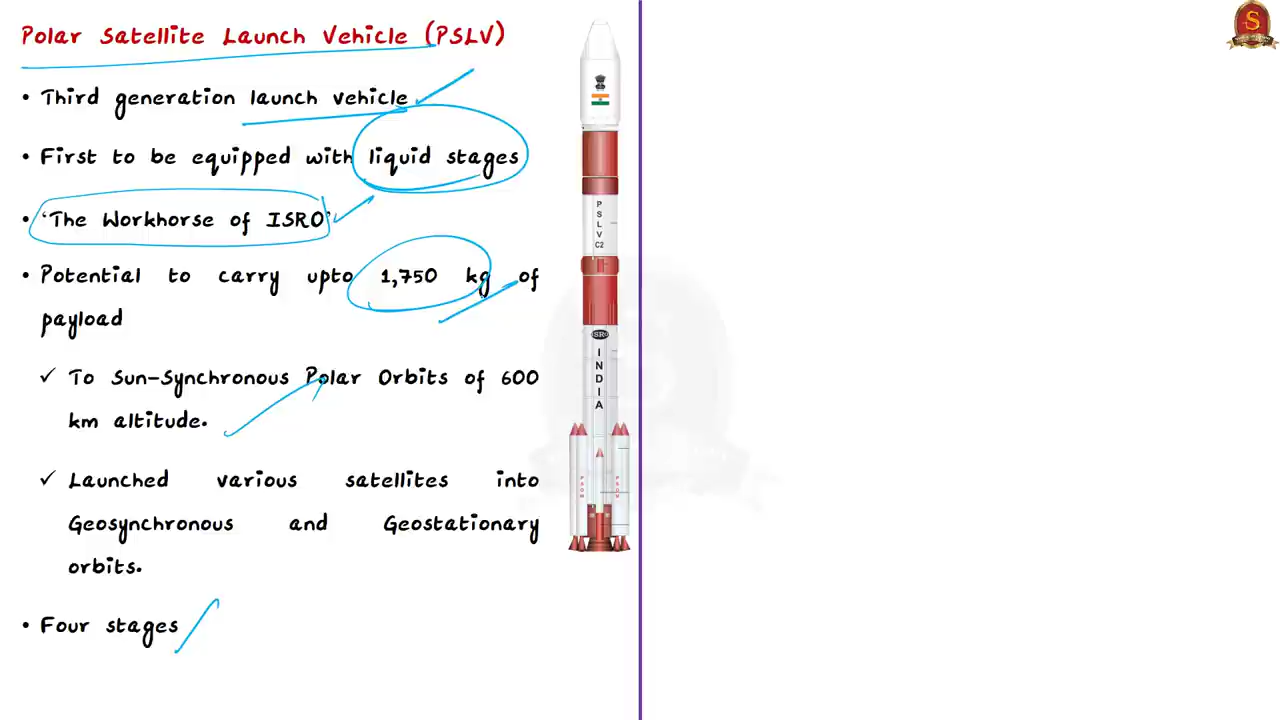 Polar Satellite Launch Vehicle (PSLV)
• Third generation launch vehicle
• First to be equipped with liquid stages
• 'The Workhorse of ISRO'
• Potential to carry upto 1,750 kg of
payload
✓ To Sun-Synchronous Polar Orbits of 600
km altitude.
✓ Launched various satellites into
Geosynchronous and Geostationary
orbits.
• Four stages
P
S
L
V
C2
ISRO
I
N
D
I
A
P
S
O
M
P
S
O
M
S